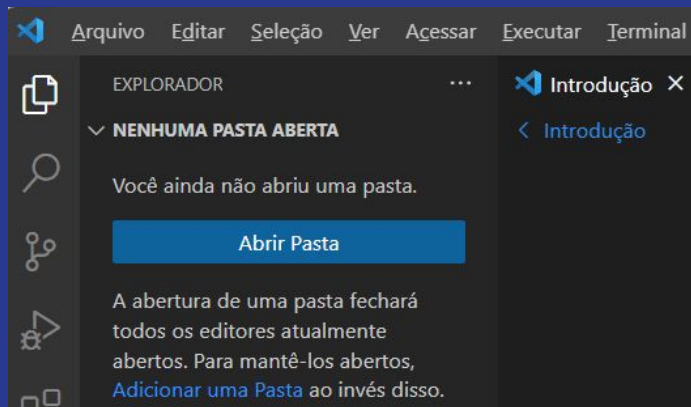 Arquivo Editar Seleção Ver Acessar Executar Terminal
EXPLORADOR ···
NENHUMA PASTA ABERTA
Você ainda não abriu uma pasta.
Abrir Pasta
A abertura de uma pasta fechará
todos os editores atualmente
abertos. Para mantê-los abertos,
Adicionar uma Pasta ao invés disso.
Introdução
Introdução